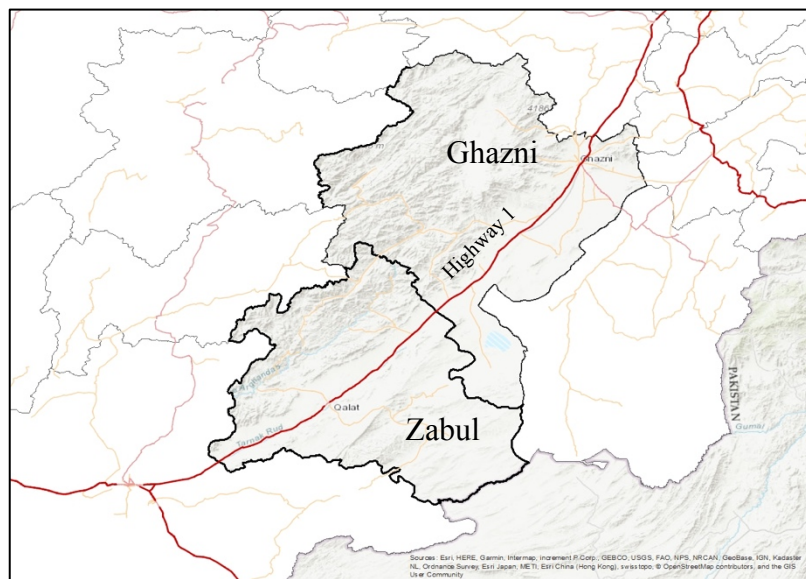 4186
Ghazni
Ghazni
Highway 1
PAKISTAN
Gumal
Qalat
Zabul
Tarnak Rud
Sources: Esri, HERE, Garmin, Intermap, increment P Corp., GEBCO, USGS, FAO, NPS, NRCAN, GeoBase, IGN, Kadaster
NL, Ordnance Survey, Esri Japan, METI, Esri China (Hong Kong), swisstopo, © OpenStreetMap contributors, and the GIS
User Community